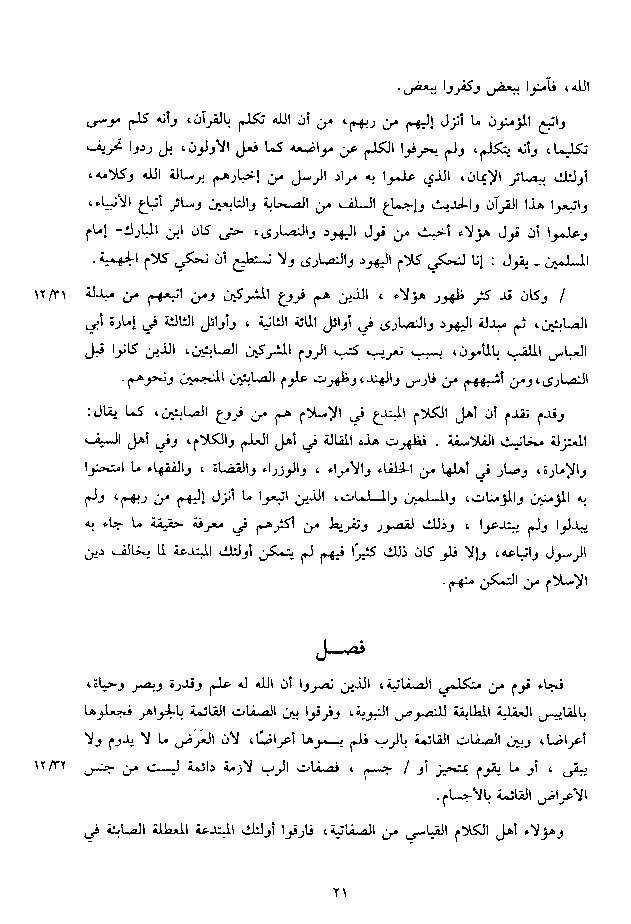 الله، فآمنوا ببعض وكفروا ببعض.
واتبع المؤمنون ما أنزل إليهم من ربهم، من أن الله تكلم بالقرآن، وأنه كلم موسى
تكليما، وأنه يتكلم، ولم يحرفوا الكلم عن مواضعه كما فعل الأولون، بل ردوا تحريف
أولئك ببصائر الإيمان، الذي علموا به مراد الرسل من إخبارهم برسالة الله وكلامه،
واتبعوا هذا القرآن والحديث وإجماع السلف من الصحابة والتابعين وسائر أتباع الأنبياء،
وعلموا أن قول هؤلاء أخبث من قول اليهود والنصارى، حتى كان ابن المبارك- إمام
المسلمين - يقول : إنا لنحكي كلام اليهود والنصارى ولا نستطيع أن نحكي كلام الجهمية.
/ وكان قد كثر ظهور هؤلاء ، الذين هم فروع المشركين ومن اتبعهم من مبدلة ١٢/٣١
الصابئين، ثم مبدلة اليهود والنصارى في أوائل المائة الثانية ، وأوائل الثالثة في إمارة أبي
العباس الملقب بالمأمون، بسبب تعريب كتب الروم المشركين الصابئين، الذين كانوا قبل
النصارى، ومن أشبههم من فارس والهند، وظهرت علوم الصابئين المنجمين ونحوهم.
وقدم تقدم أن أهل الكلام المبتدع في الإسلام هم من فروع الصابئين، كما يقال:
المعتزلة مخانيث الفلاسفة . فظهرت هذه المقالة في أهل العلم والكلام، وفي أهل السيف
والإمارة، وصار في أهلها من الخلفاء والأمراء ، والوزراء والقضاة ، والفقهاء ما امتحنوا
به المؤمنين والمؤمنات، والمسلمين والمسلمات، الذين اتبعوا ما أنزل إليهم من ربهم، ولم
يبدلوا ولم يبتدعوا ، وذلك لقصور وتفريط من أكثرهم في معرفة حقيقة ما جاء به
الرسول واتباعه، وإلا فلو كان ذلك كثيرًا فيهم لم يتمكن أولئك المبتدعة لما يخالف دين
الإسلام من التمكن منهم.
فصــل
فجاء قوم من متكلمي الصفاتية، الذين نصروا أن الله له علم وقدرة وبصر وحياة،
بالمقاييس العقلية المطابقة للنصوص النبوية، وفرقوا بين الصفات القائمة بالجواهر فجعلوها
أعراضا، وبين الصفات القائمة بالرب فلم يسموها أعراضًا، لأن العَرَض ما لا يدوم ولا
يبقى ، أو ما يقوم بمتحيز أو / جسم ، فصفات الرب لازمة دائمة ليست من جنس ١٢/٣٢
الأعراض القائمة بالأجسام.
وهؤلاء أهل الكلام القياسي من الصفاتية، فارقوا أولئك المبتدعة المعطلة الصابئة في
٢١